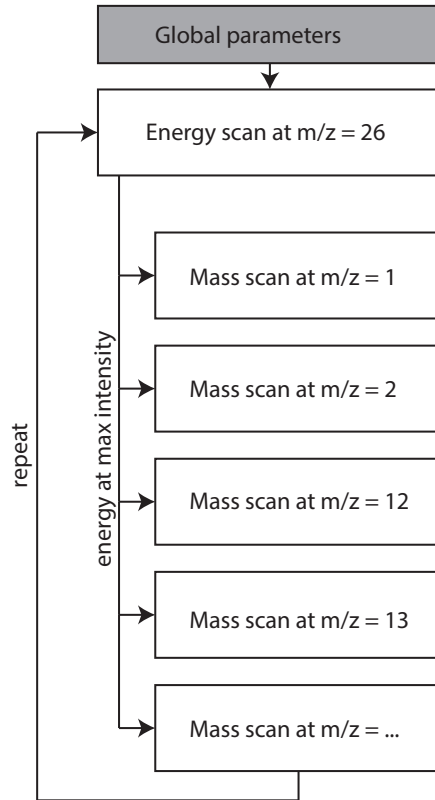 Global parameters
Energy scan at m/z = 26
Mass scan at m/z = 1
Mass scan at m/z = 2
Mass scan at m/z = 12
Mass scan at m/z = 13
Mass scan at m/z = ...
energy at max intensity
repeat